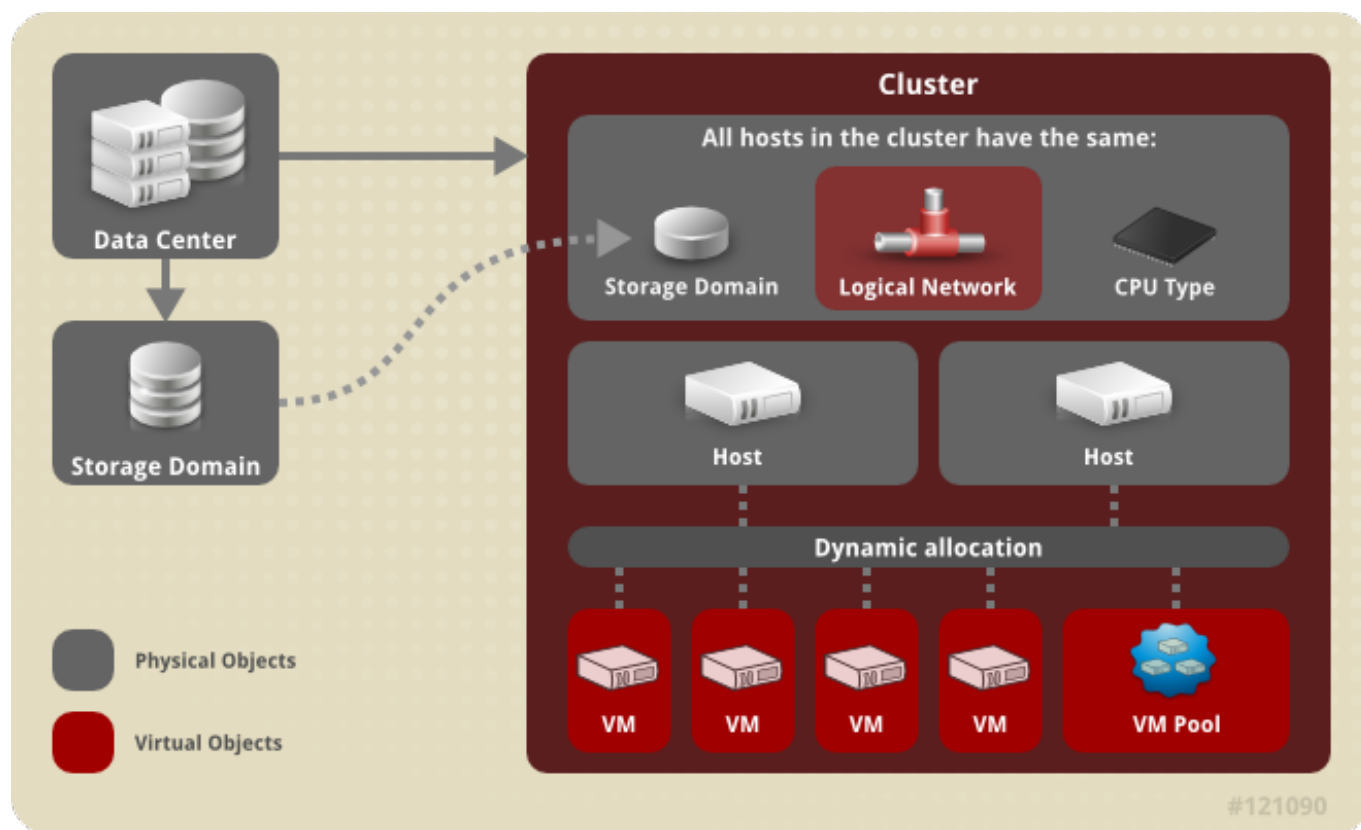 Data Center
Storage Domain
Cluster
All hosts in the cluster have the same:
Storage Domain
Logical Network
CPU Type
Host
Host
Dynamic allocation
VM
VM
VM
VM
VM Pool
Physical Objects
Virtual Objects
#121090